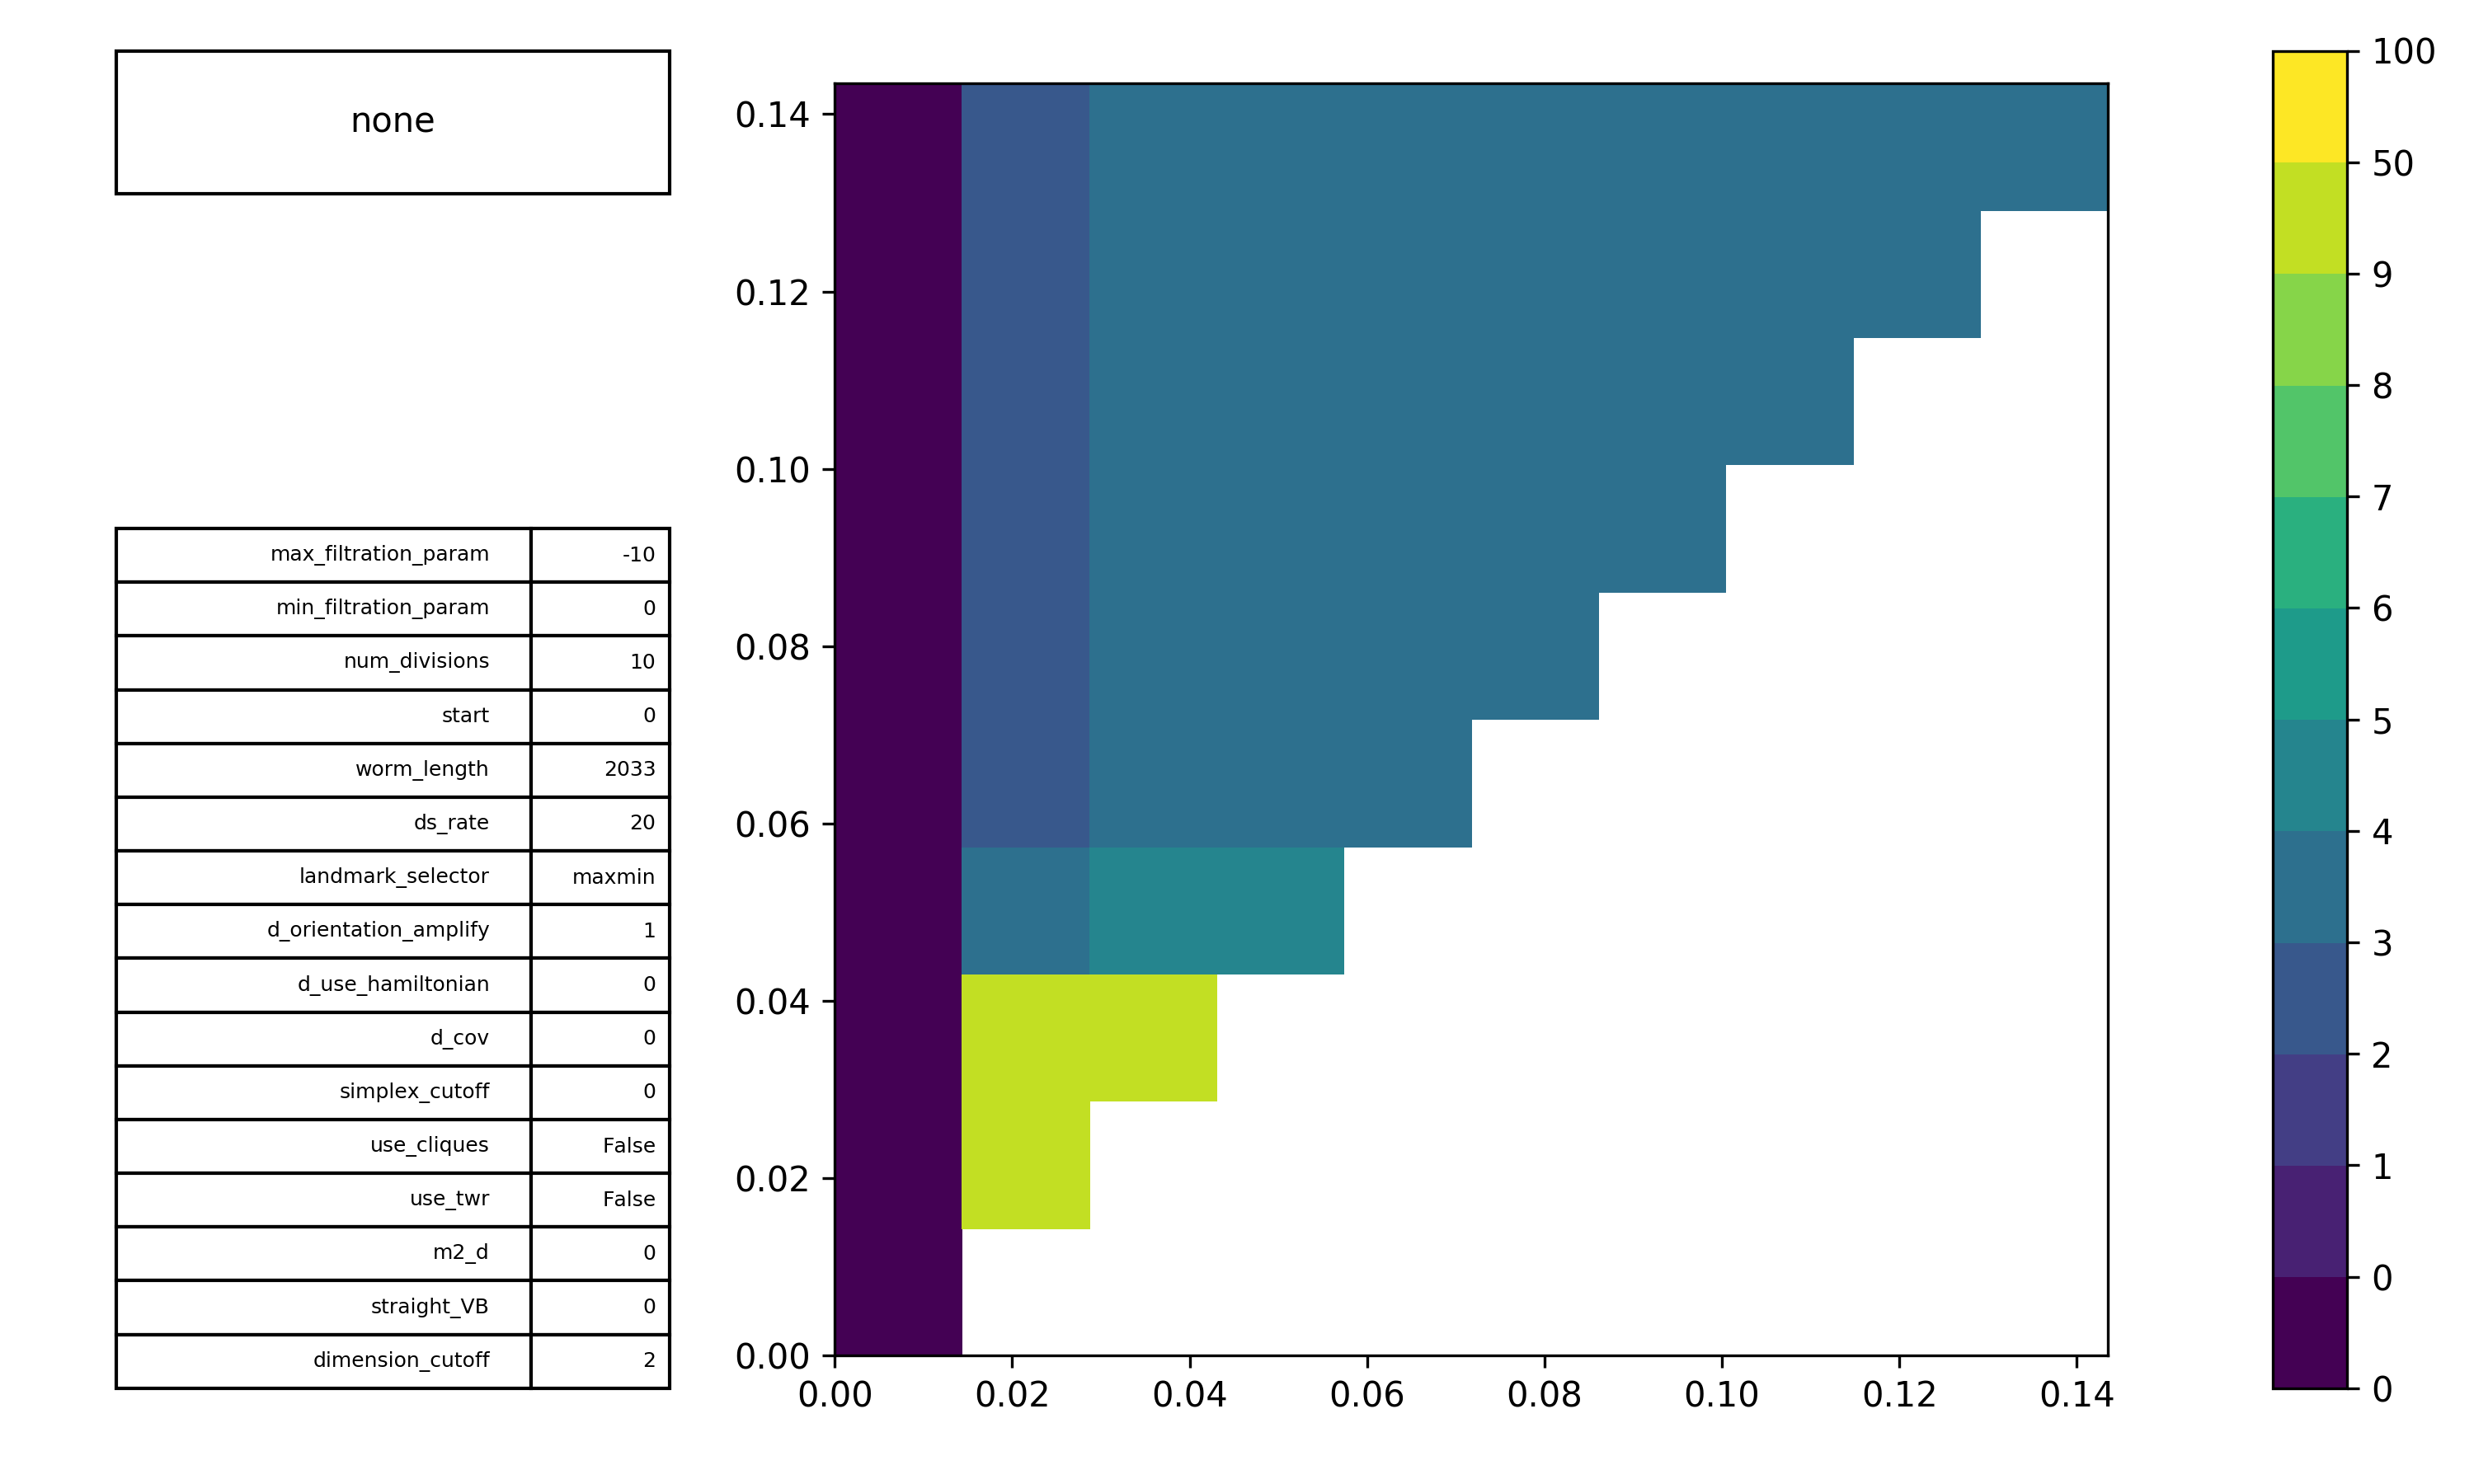 none
max_filtration_param -10
min_filtration_param 0
num_divisions 10
start 0
worm_length 2033
ds_rate 20
landmark_selector maxmin
d_orientation_amplify 1
d_use_hamiltonian 0
d_cov 0
simplex_cutoff 0
use_cliques False
use_twr False
m2_d 0
straight_VB 0
dimension_cutoff 2
0.14
0.12
0.10
0.08
0.06
0.04
0.02
0.00
0.00 0.02 0.04 0.06 0.08 0.10 0.12 0.14
100
50
9
8
7
6
5
4
3
2
1
0
0